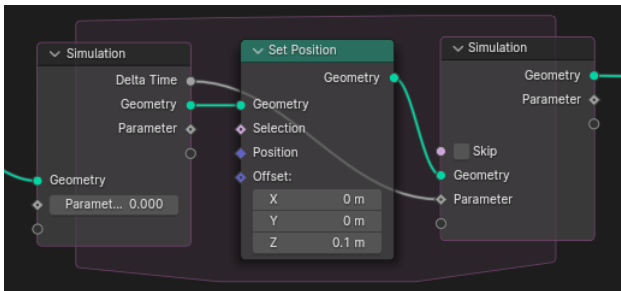 Simulation
Delta Time
Geometry
Parameter
Geometry
Paramet... 0.000
Set Position
Geometry
Geometry
Selection
Position
Offset:
X 0 m
Y 0 m
Z 0.1 m
Simulation
Geometry
Parameter
Skip
Geometry
Parameter